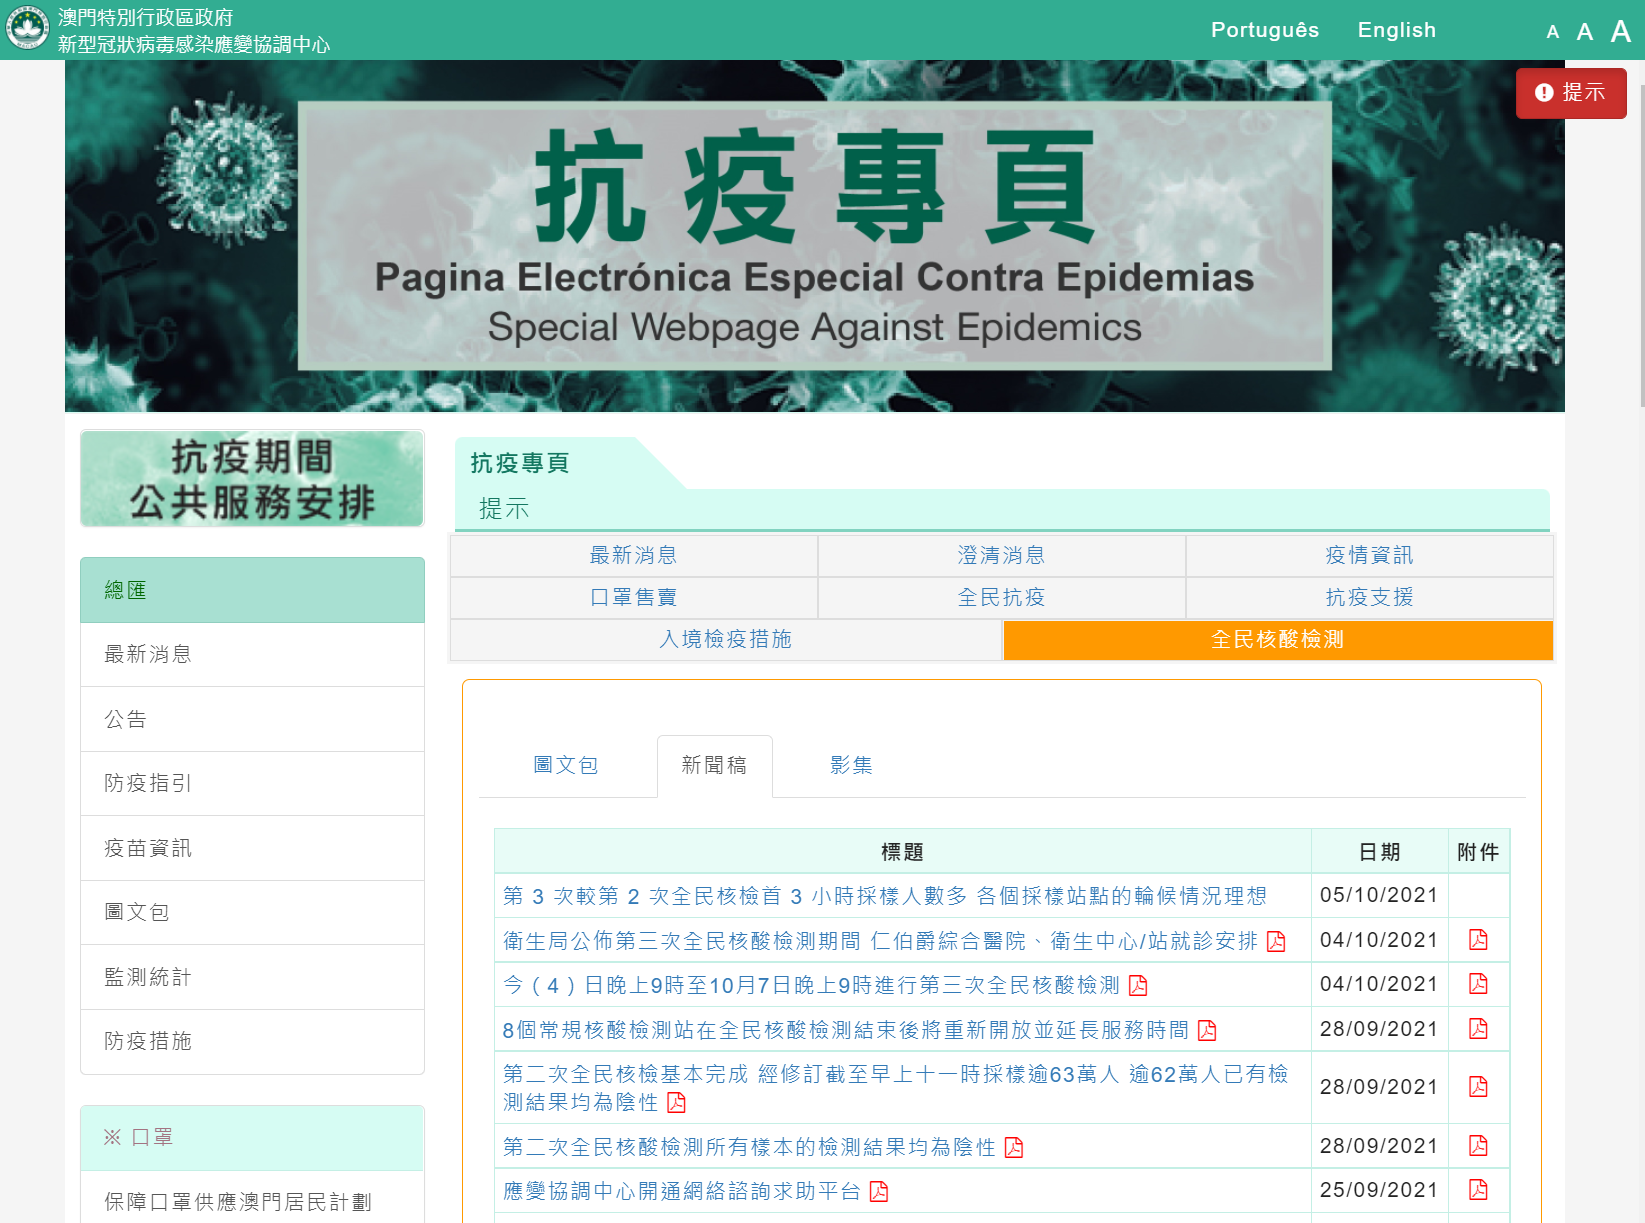 澳門特別行政區政府
新型冠狀病毒感染應變協調中心
Português English A A A
提示
抗疫專頁
Pagina Electrónica Especial Contra Epidemias
Special Webpage Against Epidemics
抗疫期間
公共服務安排
總匯
最新消息
公告
防疫指引
疫苗資訊
圖文包
監測統計
防疫措施
※ 口罩
保障口罩供應澳門居民計劃
抗疫專頁
提示
最新消息 澄清消息 疫情資訊
口罩售賣 全民抗疫 抗疫支援
入境檢疫措施 全民核酸檢測
圖文包 新聞稿 影集
標題 日期 附件
第 3 次較第 2 次全民核檢首 3 小時採樣人數多 各個採樣站點的輪候情況理想 05/10/2021
衛生局公佈第三次全民核酸檢測期間 仁伯爵綜合醫院、衛生中心/站就診安排 04/10/2021
今（4）日晚上9時至10月7日晚上9時進行第三次全民核酸檢測 04/10/2021
8個常規核酸檢測站在全民核酸檢測結束後將重新開放並延長服務時間 28/09/2021
第二次全民核檢基本完成 經修訂截至早上十一時採樣逾63萬人 逾62萬人已有檢
測結果均為陰性 28/09/2021
第二次全民核酸檢測所有樣本的檢測結果均為陰性 28/09/2021
應變協調中心開通網絡諮詢求助平台 25/09/2021